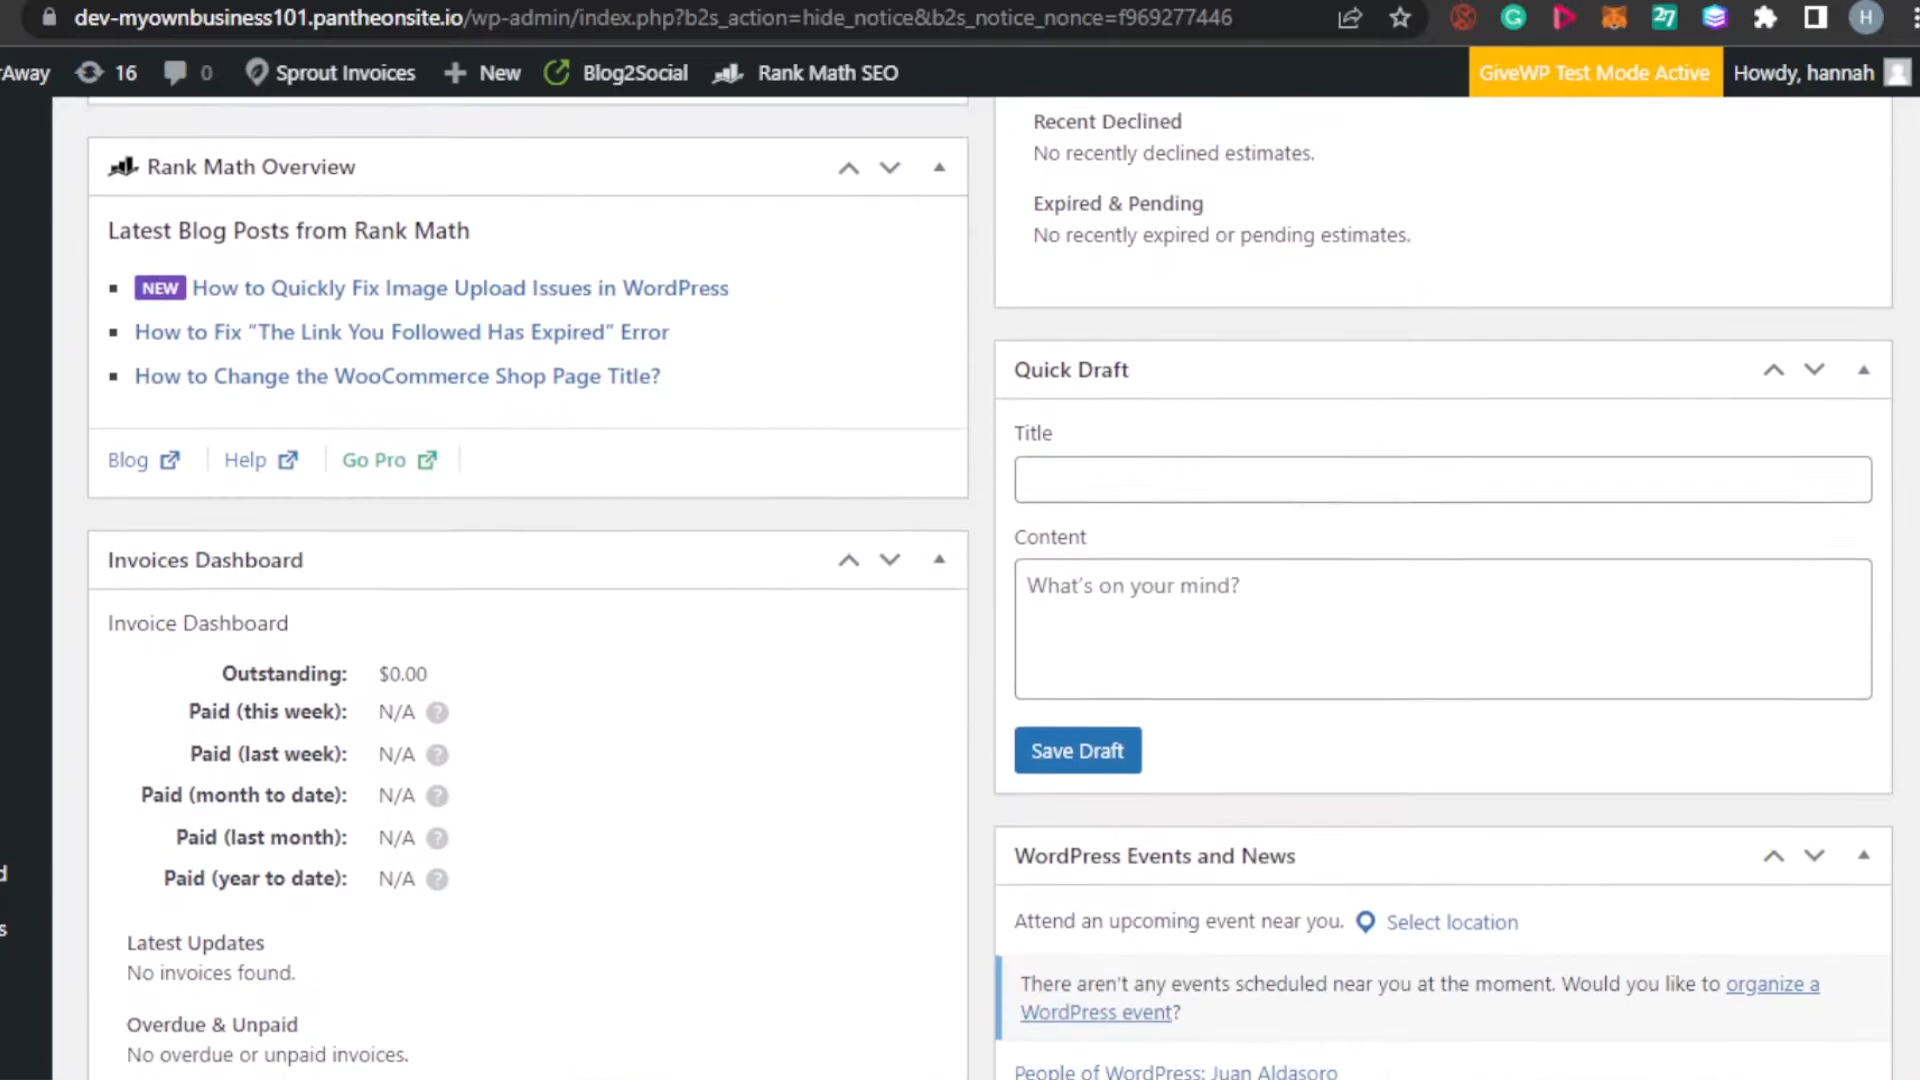 dev-myownbusiness101.pantheonsite.io/wp-admin/index.php?b2s_action=hide_notice&b2s_notice_nonce=f969277446
27
H
rAway
16
0
Sprout Invoices
New
Blog2Social
Rank Math SEO
GiveWP Test Mode Active
Howdy, hannah
Rank Math Overview
Latest Blog Posts from Rank Math
NEW How to Quickly Fix Image Upload Issues in WordPress
How to Fix “The Link You Followed Has Expired” Error
How to Change the WooCommerce Shop Page Title?
Blog
Help
Go Pro
Invoices Dashboard
Invoice Dashboard
Outstanding: $0.00
Paid (this week): N/A ?
Paid (last week): N/A ?
Paid (month to date): N/A ?
Paid (last month): N/A ?
Paid (year to date): N/A ?
Latest Updates
No invoices found.
Overdue & Unpaid
No overdue or unpaid invoices.
Recent Declined
No recently declined estimates.
Expired & Pending
No recently expired or pending estimates.
Quick Draft
Title
Content
What’s on your mind?
Save Draft
WordPress Events and News
Attend an upcoming event near you. Select location
There aren’t any events scheduled near you at the moment. Would you like to organize a
WordPress event?
People of WordPress: Juan Aldasoro